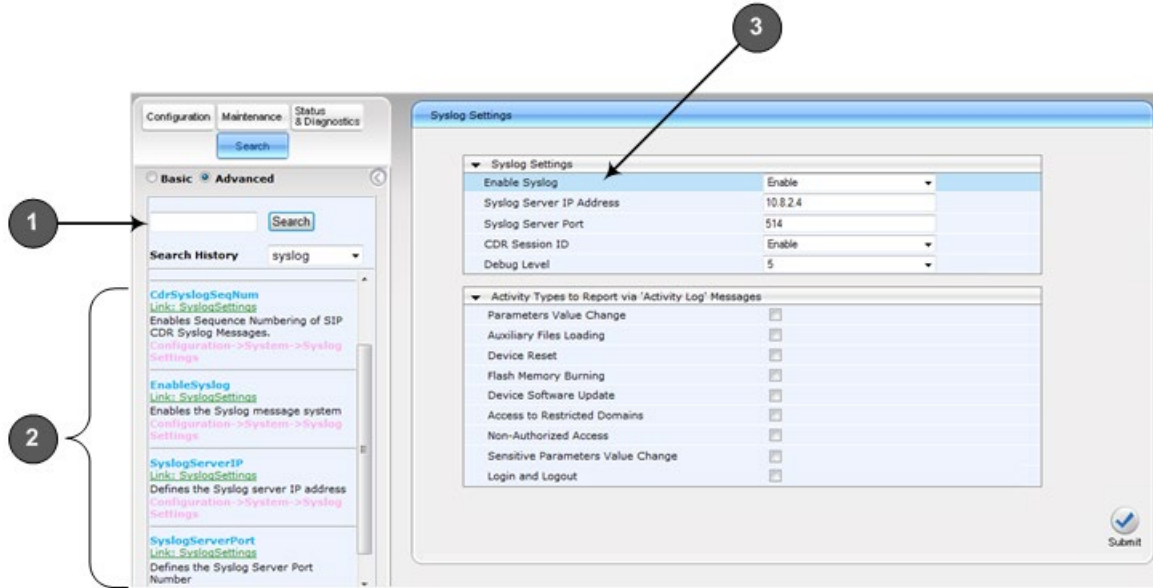 3
Configuration
Maintenance
Status
& Diagnostics
Search
Basic
Advanced
1
Search
Search History
syslog
2
CdrSyslogSeqNum
Link: SyslogSettings
Enables Sequence Numbering of SIP
CDR Syslog Messages.
Configuration->System->Syslog
Settings
EnableSyslog
Link: SyslogSettings
Enables the Syslog message system
Configuration->System->Syslog
Settings
SyslogServerIP
Link: SyslogSettings
Defines the Syslog server IP address
Configuration->System->Syslog
Settings
SyslogServerPort
Link: SyslogSettings
Defines the Syslog Server Port
Number
Syslog Settings
Syslog Settings
Enable Syslog Enable
Syslog Server IP Address 10.8.2.4
Syslog Server Port 514
CDR Session ID Enable
Debug Level 5
Activity Types to Report via 'Activity Log' Messages
Parameters Value Change
Auxiliary Files Loading
Device Reset
Flash Memory Burning
Device Software Update
Access to Restricted Domains
Non-Authorized Access
Sensitive Parameters Value Change
Login and Logout
Submit